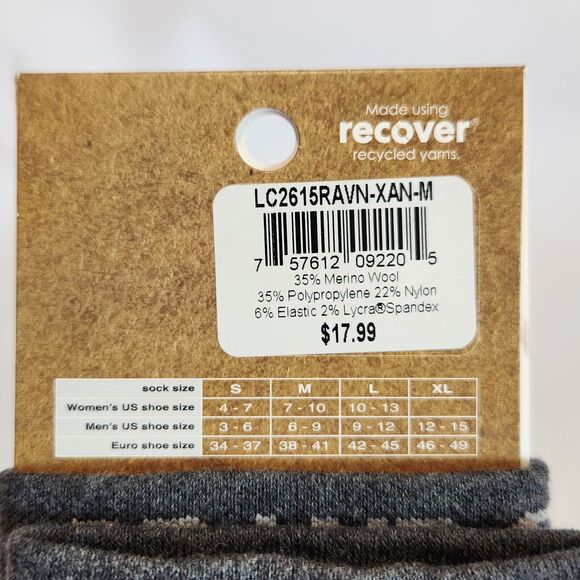 Made using
recover®
recycled yarns.
LC2615RAVN-XAN-M
7 57612 09220 5
35% Merino Wool
35% Polypropylene 22% Nylon
6% Elastic 2% Lycra®Spandex
$17.99
sock size S M L XL
Women's US shoe size 4 - 7 7 - 10 10 - 13
Men's US shoe size 3 - 6 6 - 9 9 - 12 12 - 15
Euro shoe size 34 - 37 38 - 41 42 - 45 46 - 49